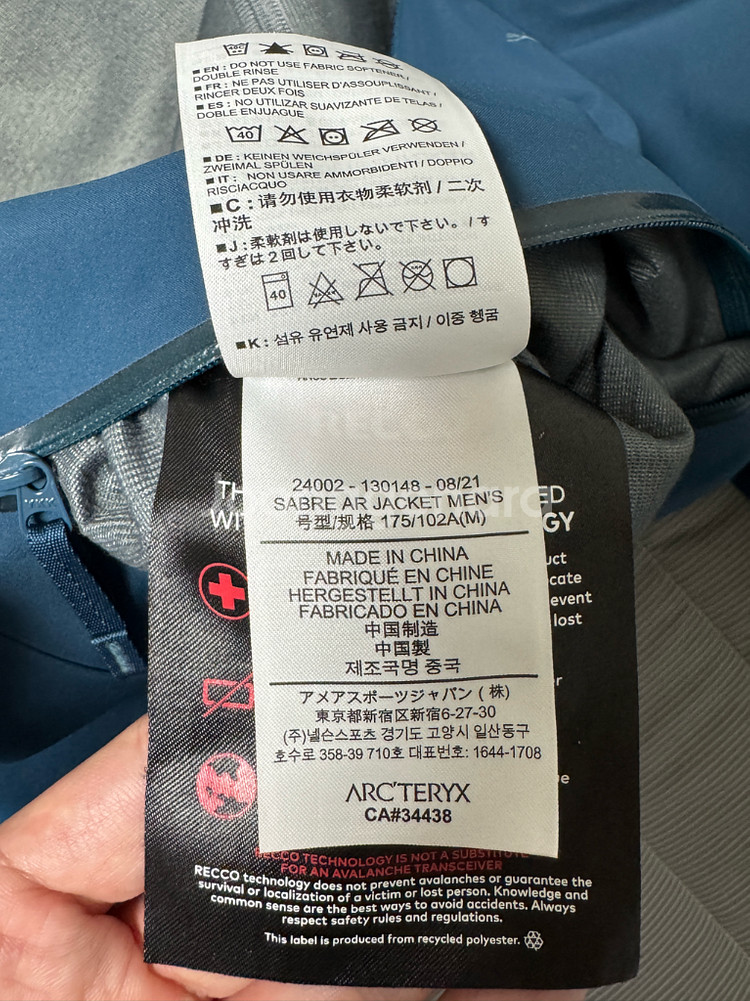 ■ EN : DO NOT USE FABRIC SOFTENER /
DOUBLE RINSE
■ FR : NE PAS UTILISER D'ASSOUPLISSANT /
RINCER DEUX FOIS
■ ES : NO UTILIZAR SUAVIZANTE DE TELAS /
DOBLE ENJUAGUE
40
■ DE : KEINEN WEICHSPÜLER VERWENDEN /
ZWEIMAL SPÜLEN
■ IT : NON USARE AMMORBIDENTI / DOPPIO
RISCIACQUO
■C : 请勿使用衣物柔软剂 / 二次
冲洗
■J : 柔軟剤は使用しないで下さい。/ す
すぎは2回して下さい。
40
■K : 섬유 유연제 사용 금지 / 이중 헹굼
24002 - 130148 - 08/21
SABRE AR JACKET MEN'S
号型/规格 175/102A(M)
MADE IN CHINA
FABRIQUÉ EN CHINE
HERGESTELLT IN CHINA
FABRICADO EN CHINA
中国制造
中國製
제조국명 중국
アメアスポーツジャパン ( 株)
東京都新宿区新宿6-27-30
(주)넬슨스포츠 경기도 고양시 일산동구
호수로 358-39 710호 대표번호: 1644-1708
ARC'TERYX
CA#34438
RECCO TECHNOLOGY IS NOT A SUBSTITUTE
FOR AN AVALANCHE TRANSCEIVER
RECCO technology does not prevent avalanches or guarantee the
survival or localization of a victim or lost person. Knowledge and
common sense are the best ways to avoid accidents. Always
respect safety rules and regulations.
This label is produced from recycled polyester.